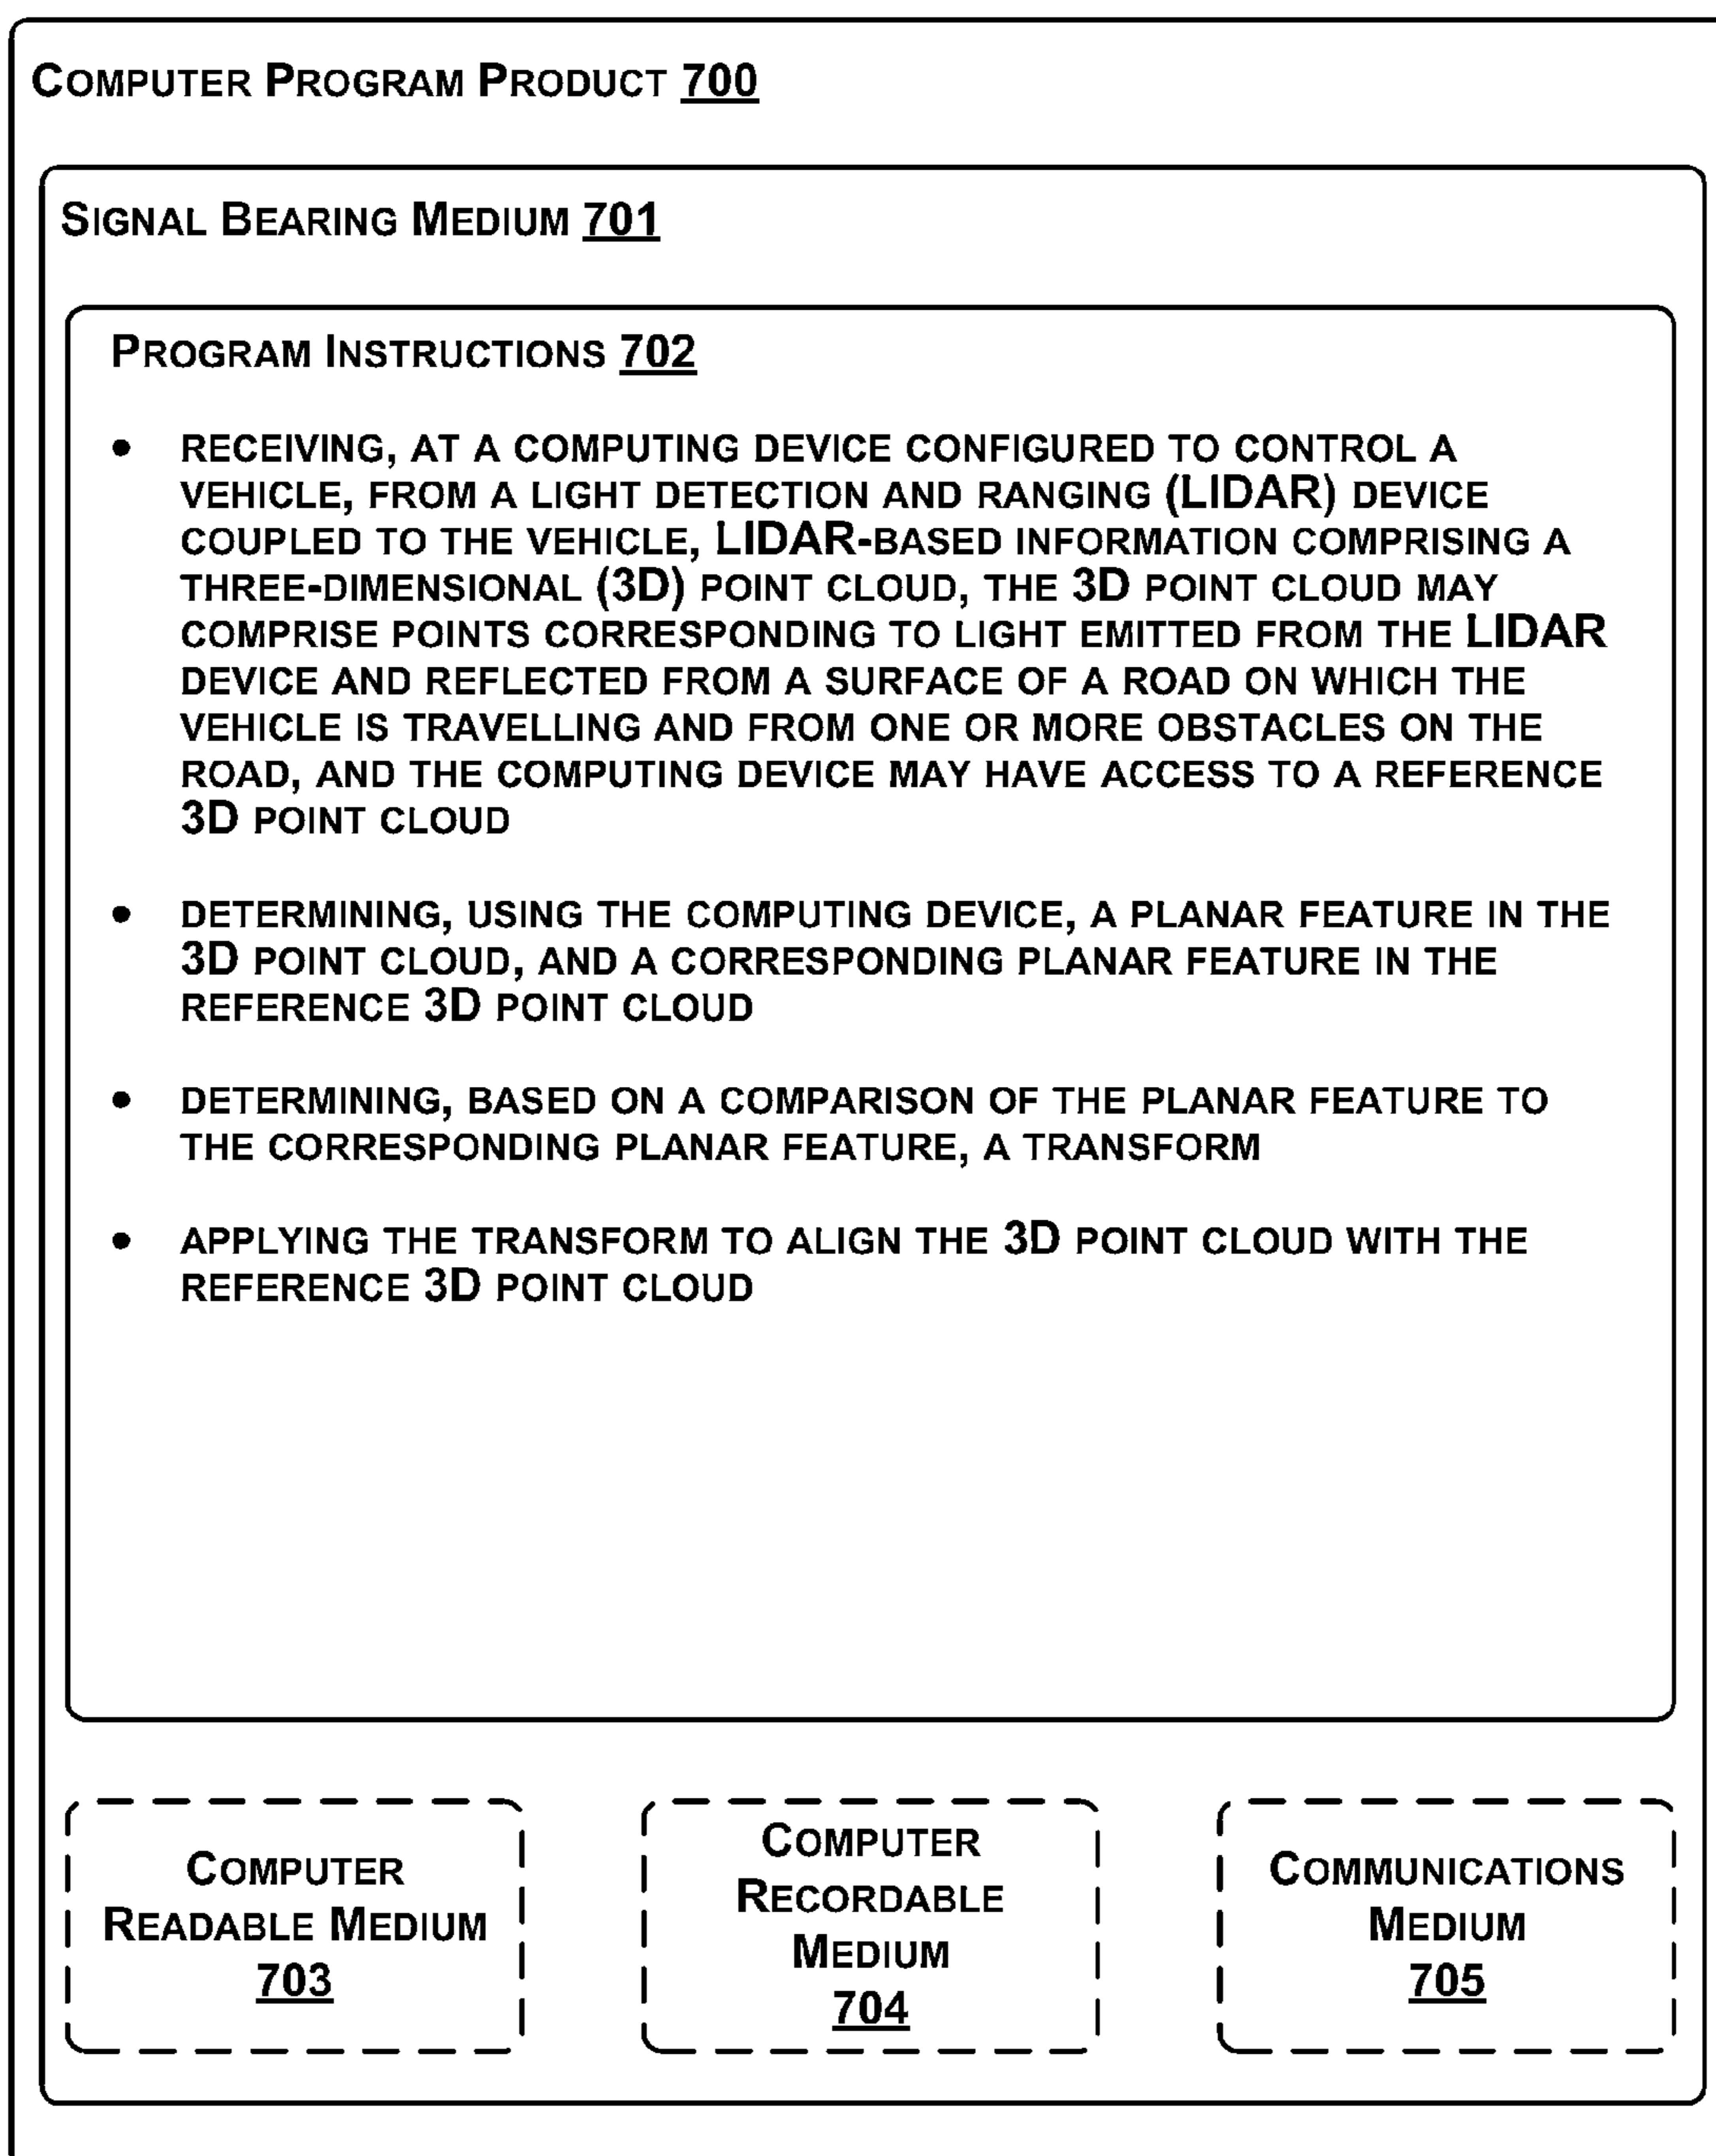 COMPUTER PROGRAM PRODUCT 700
SIGNAL BEARING MEDIUM 701
PROGRAM INSTRUCTIONS 702
• RECEIVING, AT A COMPUTING DEVICE CONFIGURED TO CONTROL A
VEHICLE, FROM A LIGHT DETECTION AND RANGING (LIDAR) DEVICE
COUPLED TO THE VEHICLE, LIDAR-BASED INFORMATION COMPRISING A
THREE-DIMENSIONAL (3D) POINT CLOUD, THE 3D POINT CLOUD MAY
COMPRISE POINTS CORRESPONDING TO LIGHT EMITTED FROM THE LIDAR
DEVICE AND REFLECTED FROM A SURFACE OF A ROAD ON WHICH THE
VEHICLE IS TRAVELLING AND FROM ONE OR MORE OBSTACLES ON THE
ROAD, AND THE COMPUTING DEVICE MAY HAVE ACCESS TO A REFERENCE
3D POINT CLOUD
• DETERMINING, USING THE COMPUTING DEVICE, A PLANAR FEATURE IN THE
3D POINT CLOUD, AND A CORRESPONDING PLANAR FEATURE IN THE
REFERENCE 3D POINT CLOUD
• DETERMINING, BASED ON A COMPARISON OF THE PLANAR FEATURE TO
THE CORRESPONDING PLANAR FEATURE, A TRANSFORM
• APPLYING THE TRANSFORM TO ALIGN THE 3D POINT CLOUD WITH THE
REFERENCE 3D POINT CLOUD
COMPUTER
READABLE MEDIUM
703
COMPUTER
RECORDABLE
MEDIUM
704
COMMUNICATIONS
MEDIUM
705